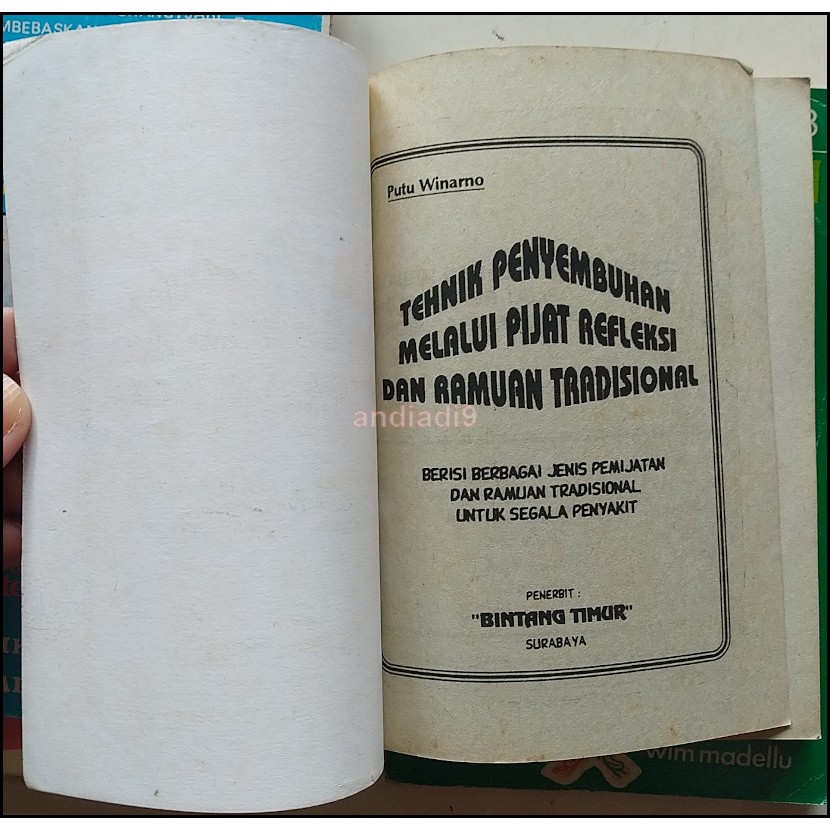 MBEBASKAN
Putu Winarno
TEHNIK PENYEMBUHAN
MELALUI PIJAT REFLEKSI
DAN RAMUAN TRADISIONAL
andiadi9
BERISI BERBAGAI JENIS PEMIJATAN
DAN RAMUAN TRADISIONAL
UNTUK SEGALA PENYAKIT
PENERBIT :
"BINTANG TIMUR"
SURABAYA
wim madellu